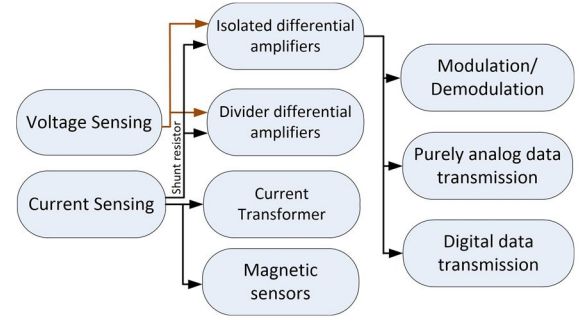 Voltage Sensing
Current Sensing
Shunt resistor
Isolated differential
amplifiers
Divider differential
amplifiers
Current
Transformer
Magnetic
sensors
Modulation/
Demodulation
Purely analog data
transmission
Digital data
transmission